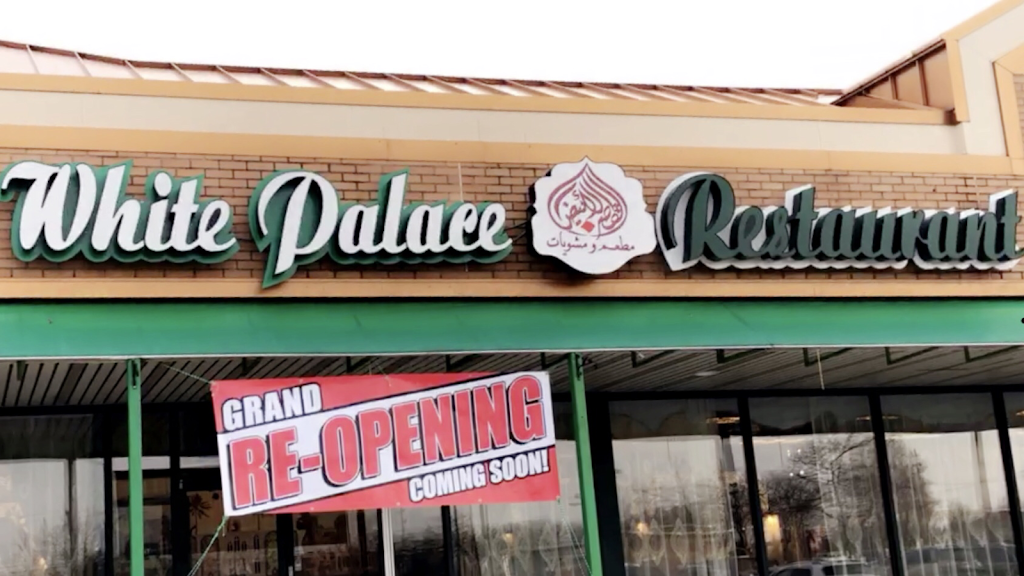 White Palace
القصر الأبيض
مطعم و مشويات
Restaurant
GRAND
RE-OPENING
COMING SOON!